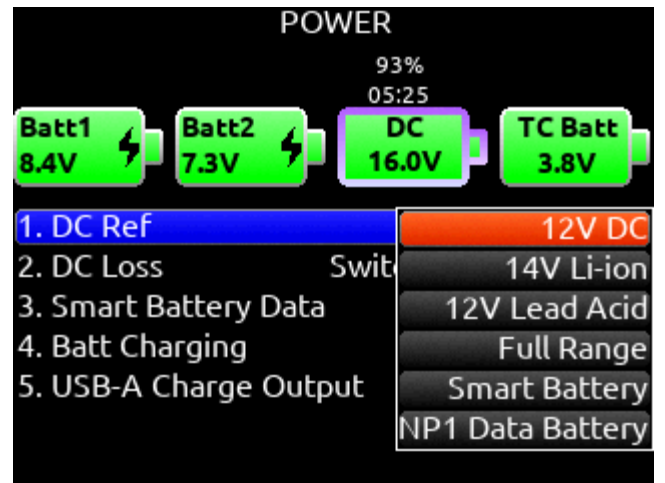 POWER
93%
05:25
Batt1 Batt2 DC TC Batt
8.4V 7.3V 16.0V 3.8V
1. DC Ref 12V DC
2. DC Loss Swit 14V Li-ion
3. Smart Battery Data 12V Lead Acid
4. Batt Charging Full Range
5. USB-A Charge Output Smart Battery
NP1 Data Battery